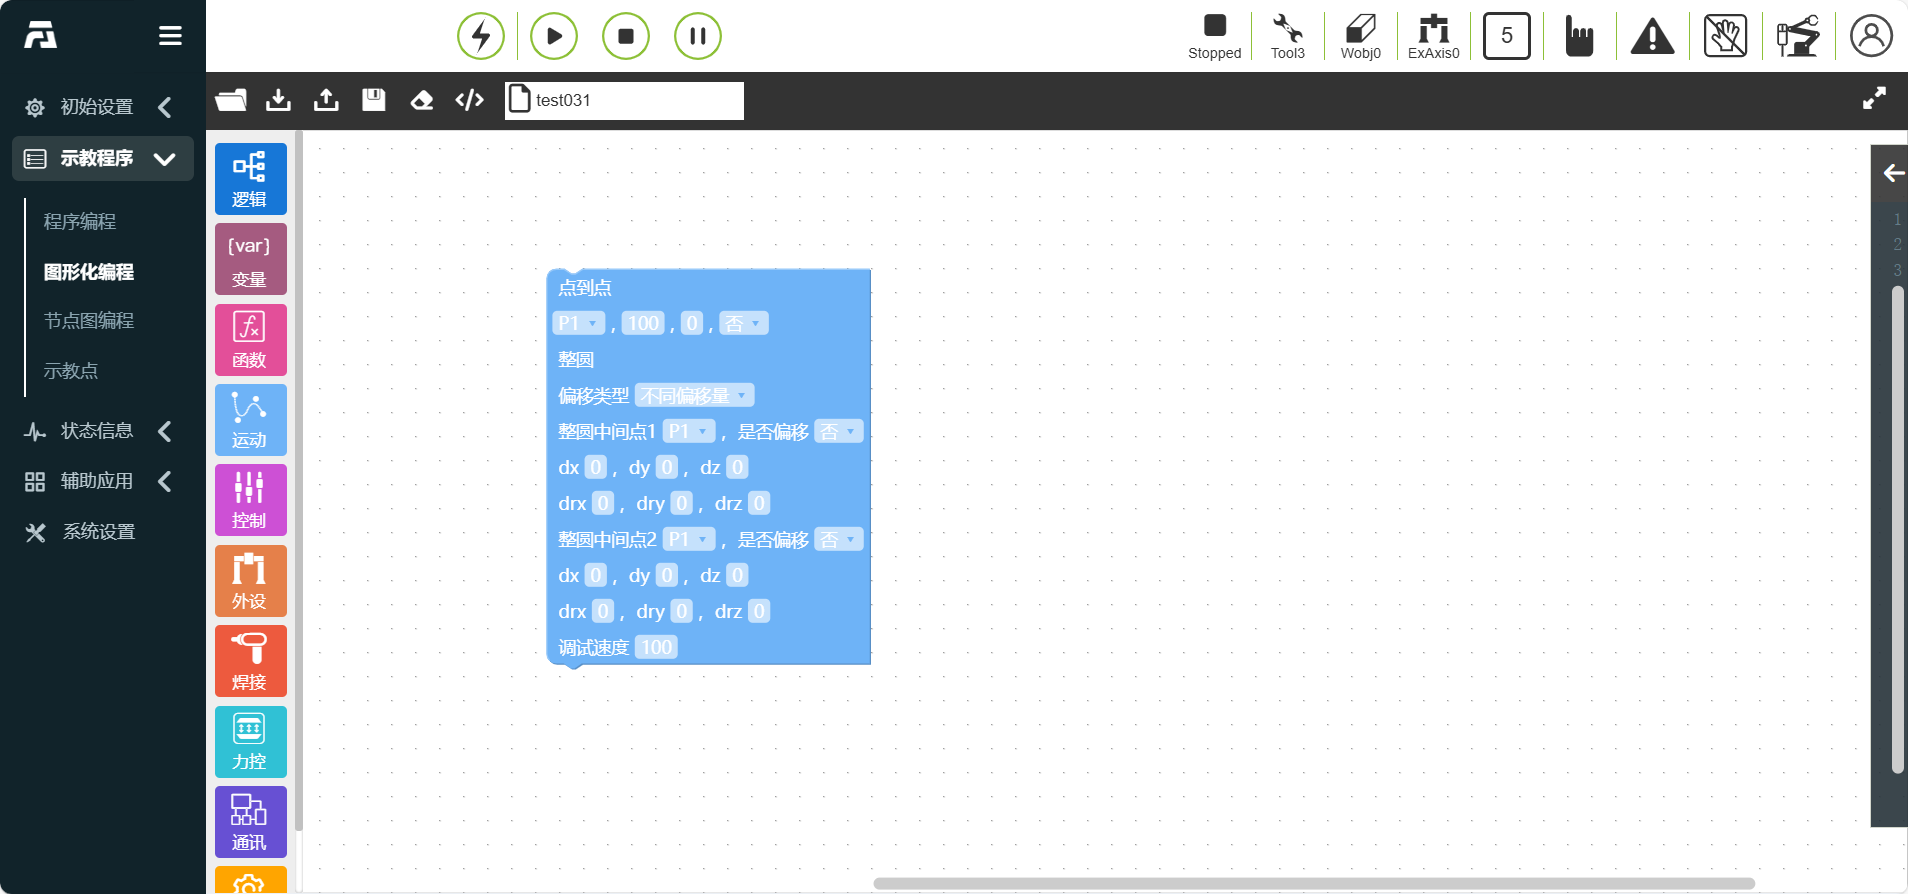 Stopped
Tool3
Wobj0
ExAxis0
5
test031
初始设置
示教程序
程序编程
图形化编程
节点图编程
示教点
状态信息
辅助应用
系统设置
逻辑
{var}
变量
fx
函数
运动
控制
外设
焊接
力控
通讯
点到点
P1 , 100 , 0 , 否
整圆
偏移类型 不同偏移量
整圆中间点1 P1 , 是否偏移 否
dx 0 , dy 0 , dz 0
drx 0 , dry 0 , drz 0
整圆中间点2 P1 , 是否偏移 否
dx 0 , dy 0 , dz 0
drx 0 , dry 0 , drz 0
调试速度 100
1
2
3